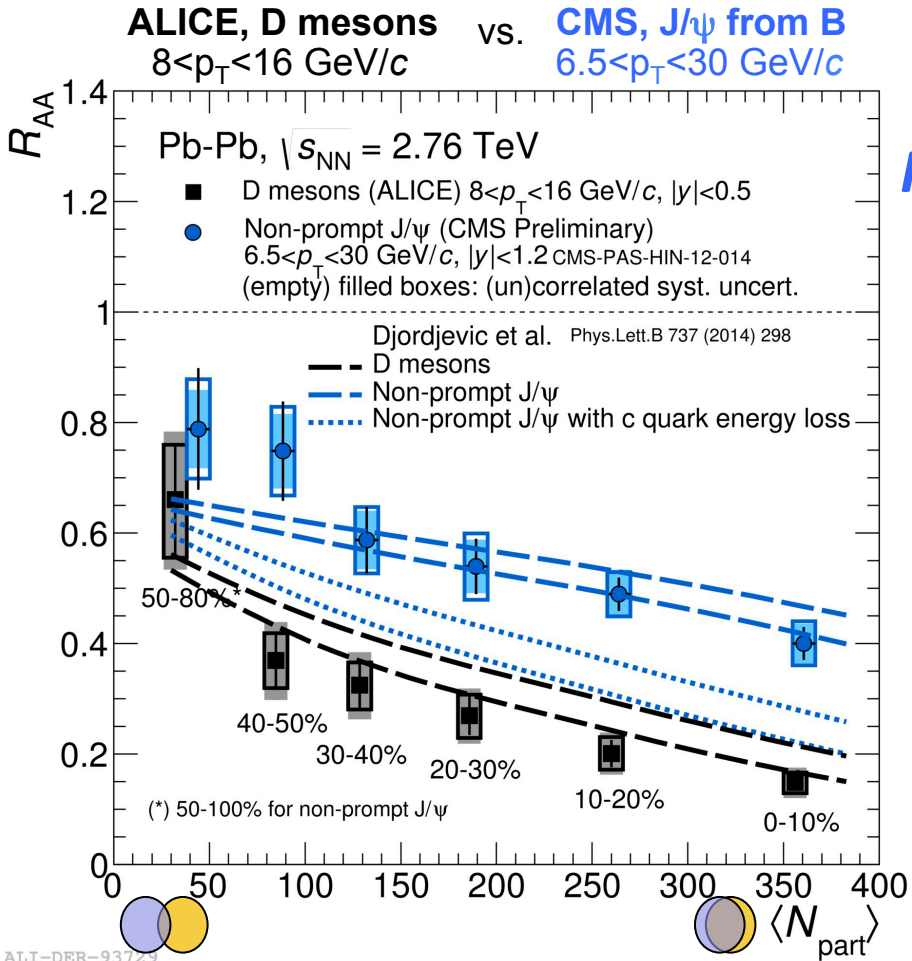 ALICE, D mesons vs. CMS, J/ψ from B
8<pT<16 GeV/c 6.5<pT<30 GeV/c
RAA
1.4
1.2
1
0.8
0.6
0.4
0.2
0
Pb-Pb, √sNN = 2.76 TeV
D mesons (ALICE) 8<pT<16 GeV/c, |y|<0.5
Non-prompt J/ψ (CMS Preliminary)
6.5<pT<30 GeV/c, |y|<1.2 CMS-PAS-HIN-12-014
(empty) filled boxes: (un)correlated syst. uncert.
Djordjevic et al. Phys.Lett.B 737 (2014) 298
D mesons
Non-prompt J/ψ
Non-prompt J/ψ with c quark energy loss
50-80%*
40-50%
30-40%
20-30%
10-20%
0-10%
(*) 50-100% for non-prompt J/ψ
0 50 100 150 200 250 300 350 400
⟨Npart⟩
ALI-DER-93729